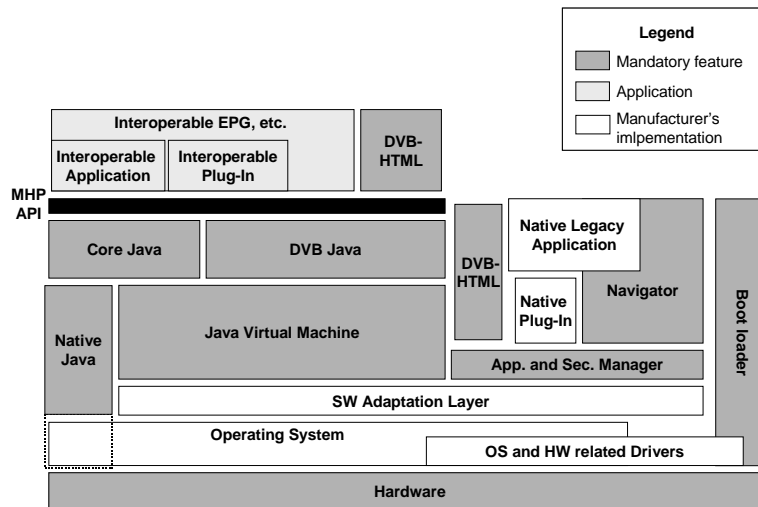 Legend
Mandatory feature
Application
Manufacturer's
imlpementation
Interoperable EPG, etc.
Interoperable
Application
Interoperable
Plug-In
DVB-
HTML
MHP
API
Core Java
DVB Java
DVB-
HTML
Native Legacy
Application
Native
Plug-In
Navigator
Boot loader
Native
Java
Java Virtual Machine
App. and Sec. Manager
SW Adaptation Layer
Operating System
OS and HW related Drivers
Hardware